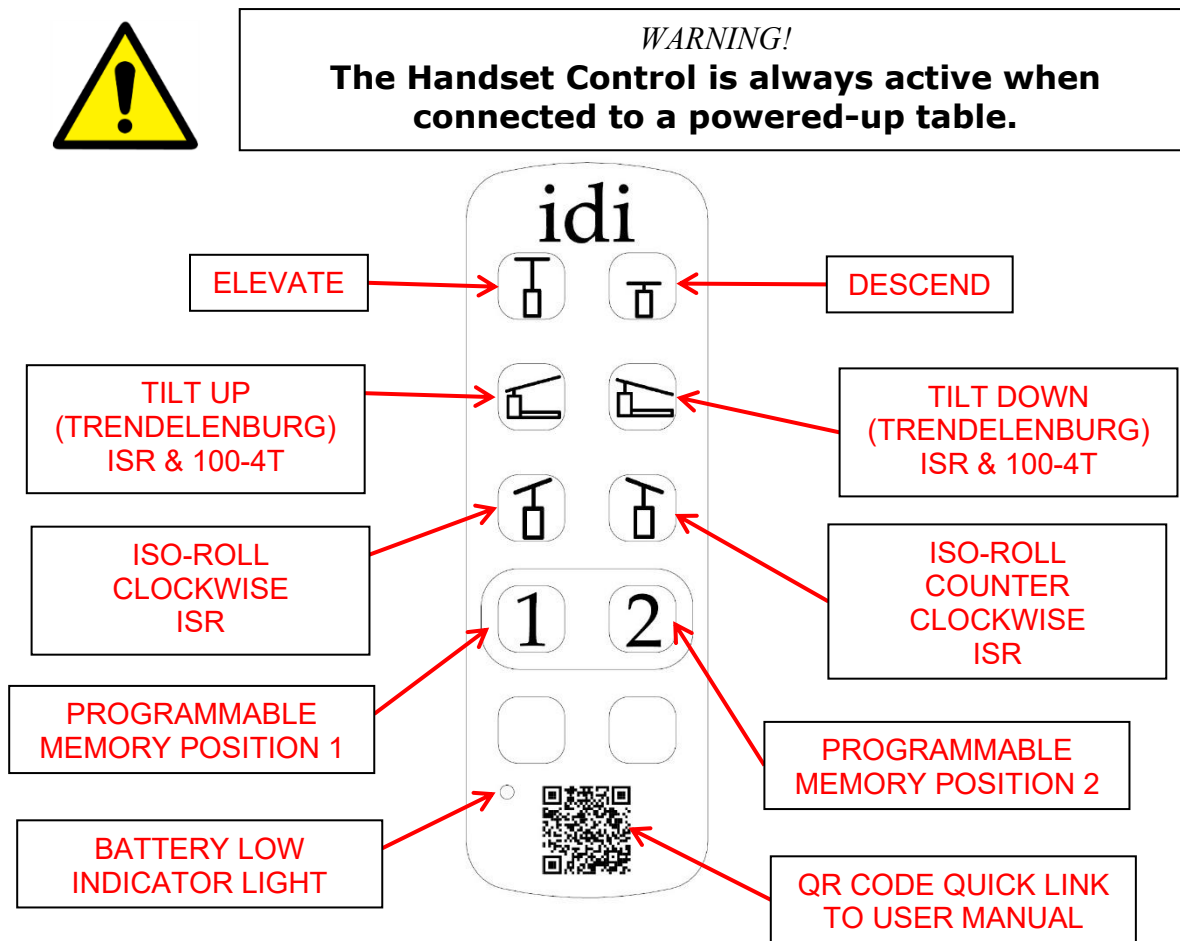 WARNING!
The Handset Control is always active when
connected to a powered-up table.
idi
ELEVATE
DESCEND
TILT UP
(TRENDELENBURG)
ISR & 100-4T
TILT DOWN
(TRENDELENBURG)
ISR & 100-4T
ISO-ROLL
CLOCKWISE
ISR
ISO-ROLL
COUNTER
CLOCKWISE
ISR
1
2
PROGRAMMABLE
MEMORY POSITION 1
PROGRAMMABLE
MEMORY POSITION 2
BATTERY LOW
INDICATOR LIGHT
QR CODE QUICK LINK
TO USER MANUAL